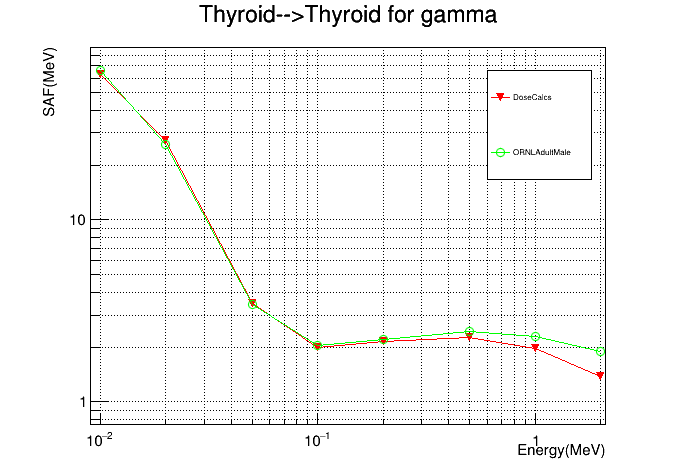 Thyroid-->Thyroid for gamma
SAF(MeV)
DoseCalcs
ORNLAdultMale
10
1
10⁻²
10⁻¹
1
Energy(MeV)